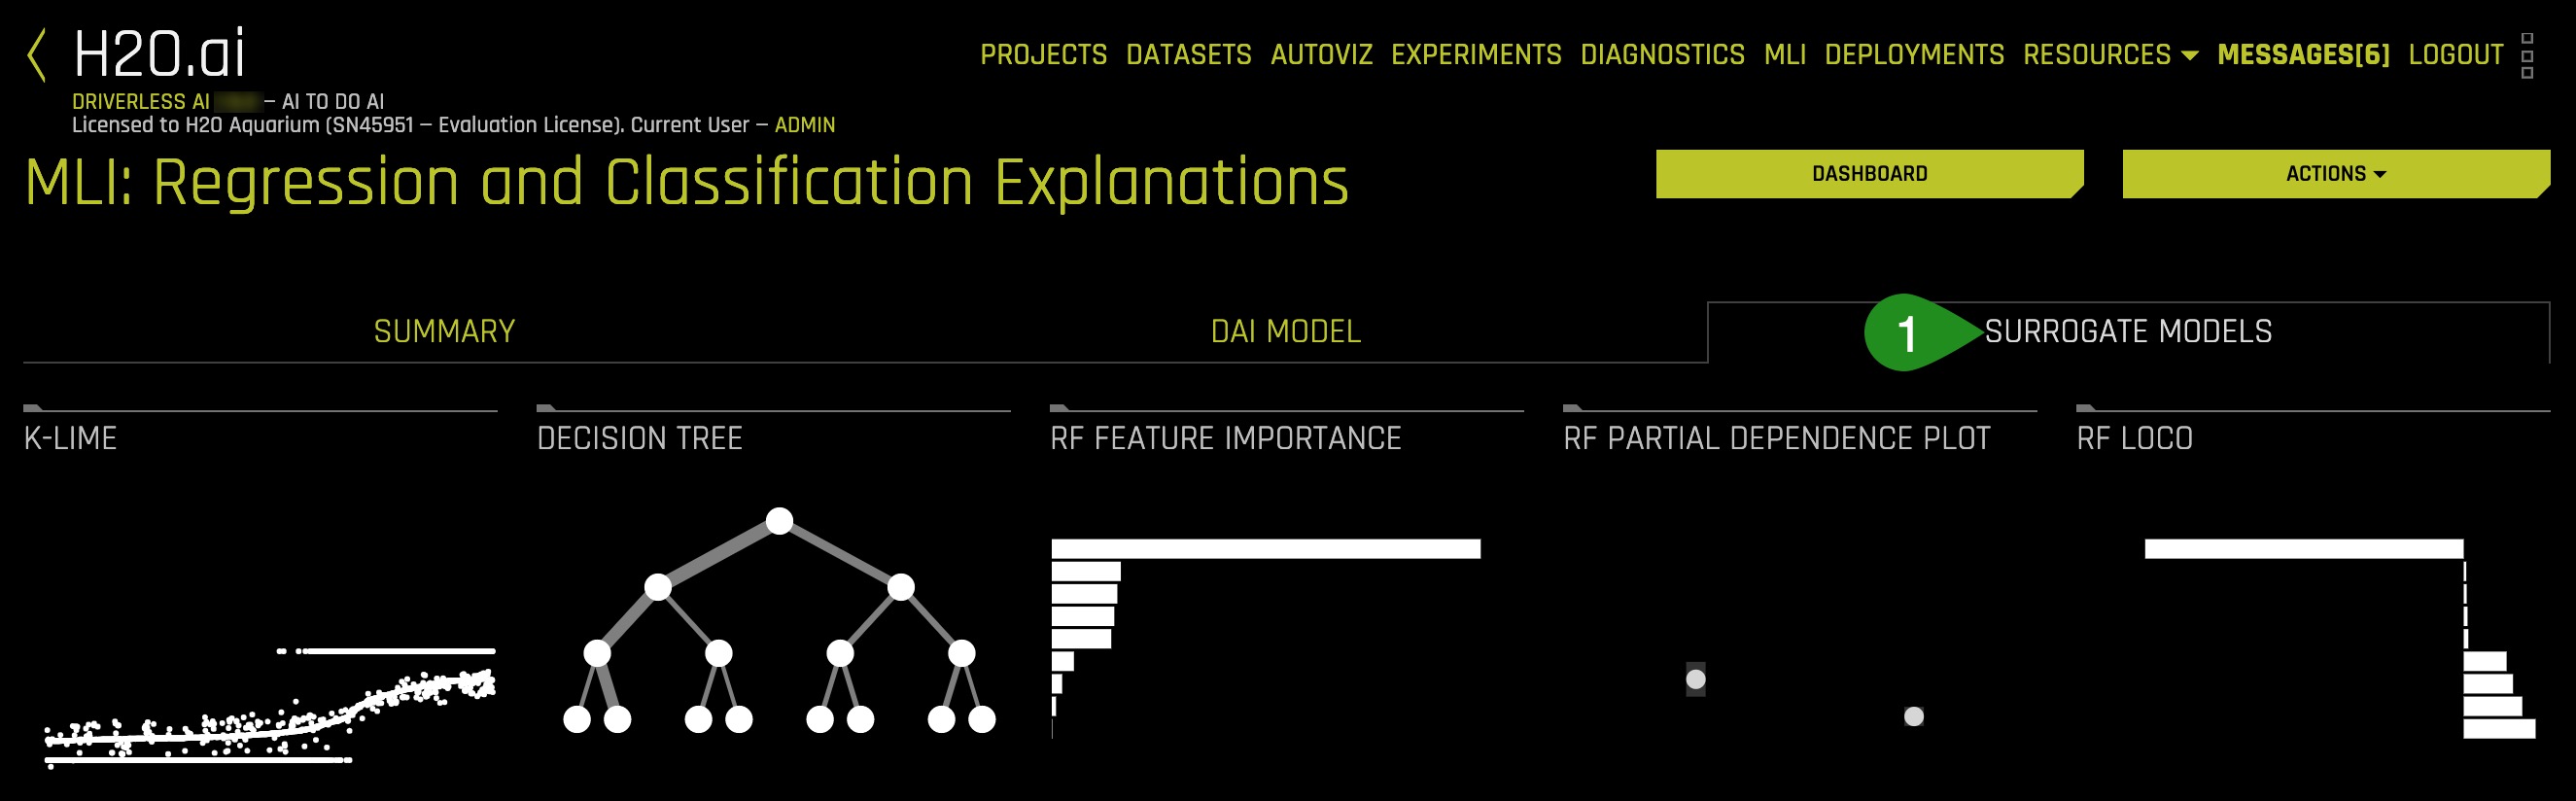 H2O.ai
PROJECTS DATASETS AUTOVIZ EXPERIMENTS DIAGNOSTICS MLI DEPLOYMENTS RESOURCES MESSAGES[6] LOGOUT
DRIVERLESS AI — AI TO DO AI
Licensed to H2O Aquarium (SN45951 — Evaluation License). Current User — ADMIN
MLI: Regression and Classification Explanations
DASHBOARD
ACTIONS
SUMMARY
DAI MODEL
1
SURROGATE MODELS
K-LIME
DECISION TREE
RF FEATURE IMPORTANCE
RF PARTIAL DEPENDENCE PLOT
RF LOCO